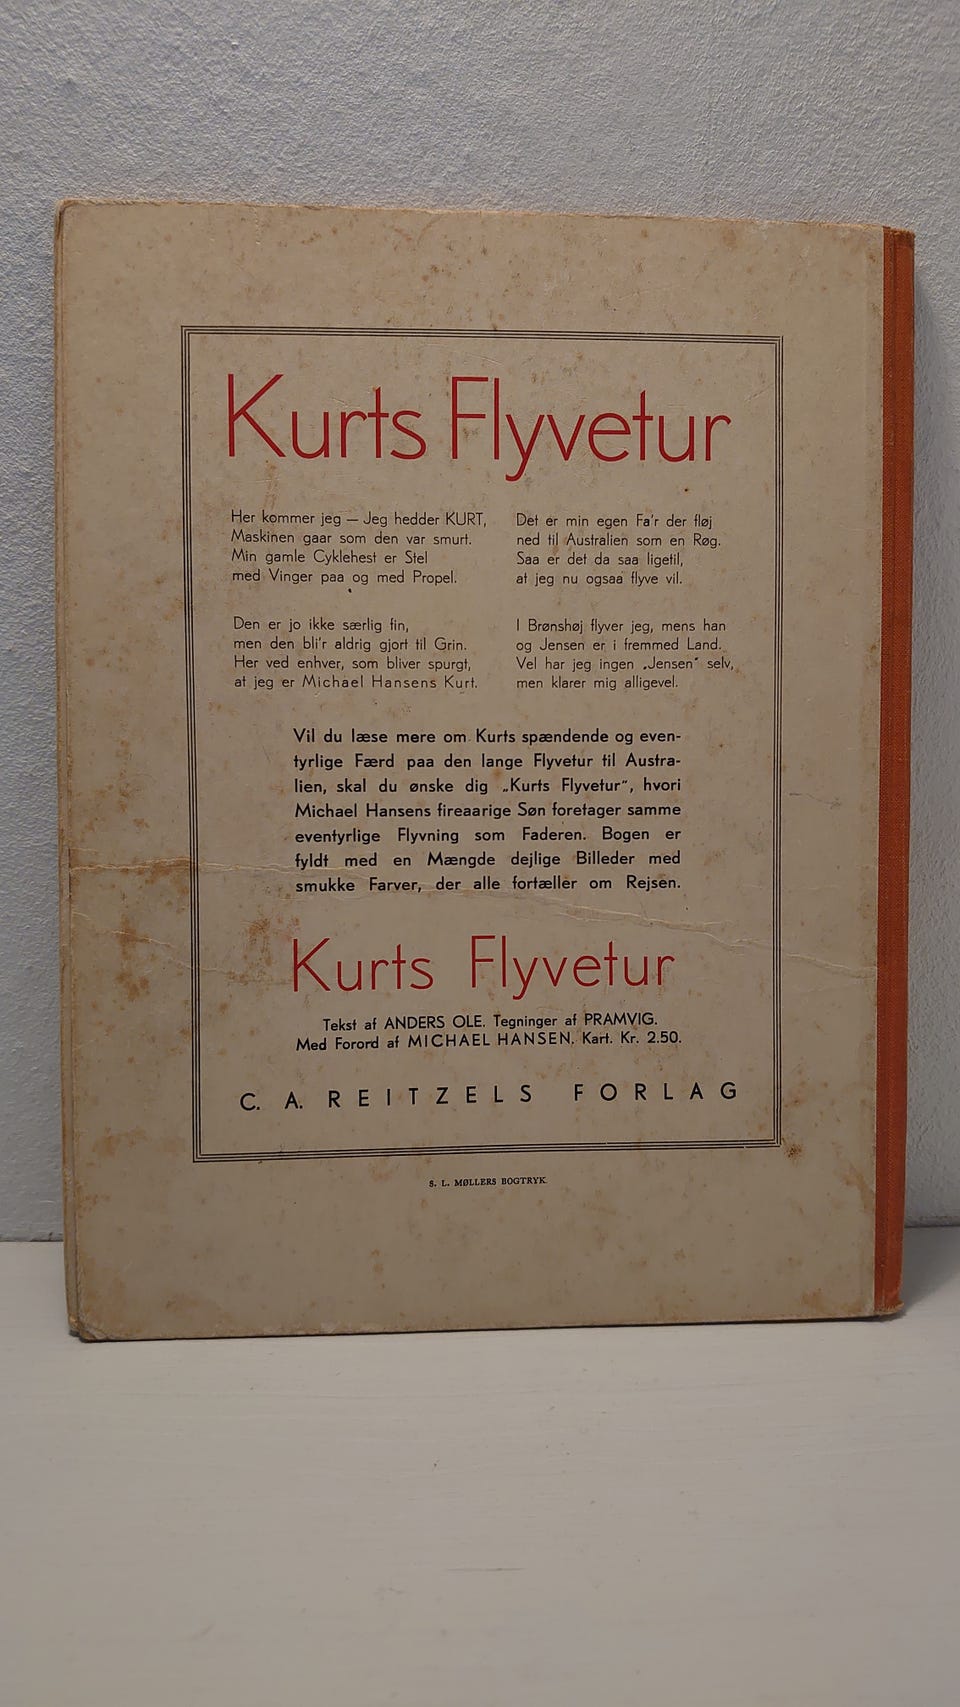 Kurts Flyvetur
Her kommer jeg — Jeg hedder KURT,
Maskinen gaar som den var smurt.
Min gamle Cyklehest er Stel
med Vinger paa og med Propel.
Den er jo ikke særlig fin,
men den bli'r aldrig gjort til Grin.
Her ved enhver, som bliver spurgt,
at jeg er Michael Hansens Kurt.
Det er min egen Fa'r der fløj
ned til Australien som en Røg.
Saa er det da saa ligetil,
at jeg nu ogsaa flyve vil.
I Brønshøj flyver jeg, mens han
og Jensen er i fremmed Land.
Vel har jeg ingen „Jensen" selv,
men klarer mig alligevel.
Vil du læse mere om Kurts spændende og even-
tyrlige Færd paa den lange Flyvetur til Austra-
lien, skal du ønske dig „Kurts Flyvetur", hvori
Michael Hansens fireaarige Søn foretager samme
eventyrlige Flyvning som Faderen. Bogen er
fyldt med en Mængde dejlige Billeder med
smukke Farver, der alle fortæller om Rejsen.
Kurts Flyvetur
Tekst af ANDERS OLE. Tegninger af PRAMVIG.
Med Forord af MICHAEL HANSEN. Kart. Kr. 2.50.
C. A. REITZELS FORLAG
S. L. MØLLERS BOGTRYK.